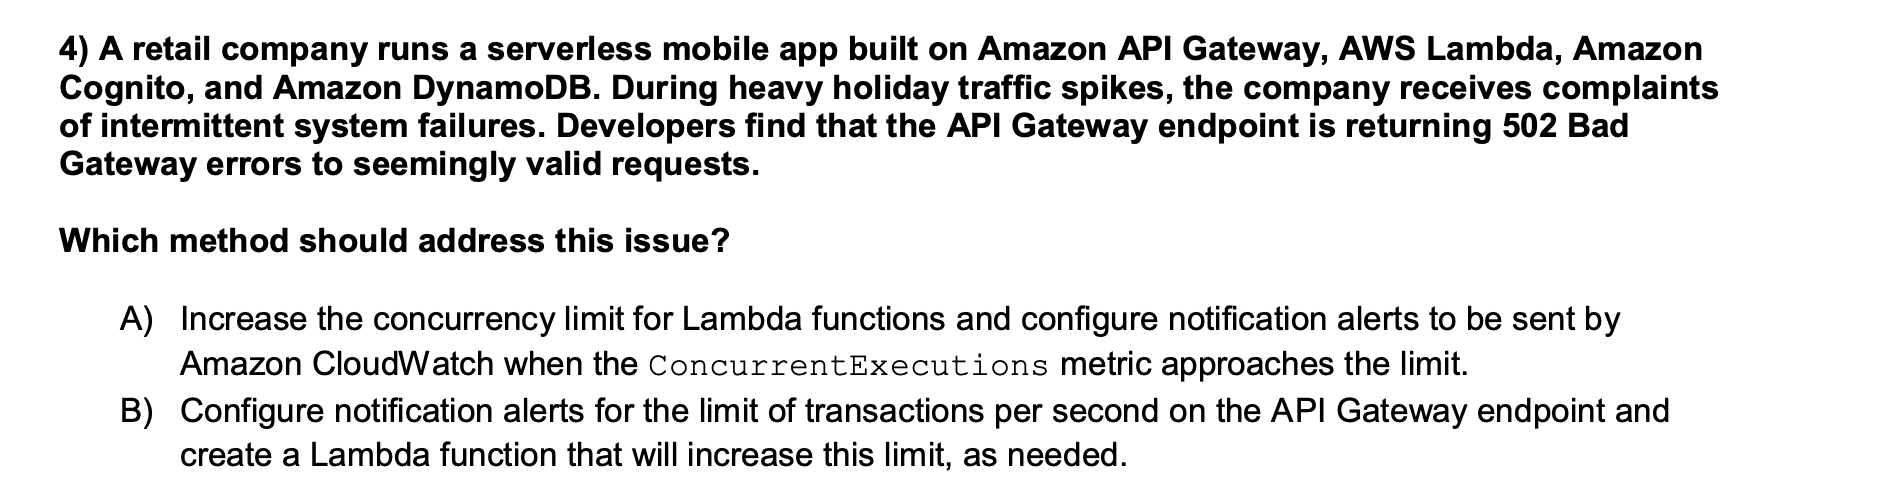 4) A retail company runs a serverless mobile app built on Amazon API Gateway, AWS Lambda, Amazon
Cognito, and Amazon DynamoDB. During heavy holiday traffic spikes, the company receives complaints
of intermittent system failures. Developers find that the API Gateway endpoint is returning 502 Bad
Gateway errors to seemingly valid requests.
Which method should address this issue?
A) Increase the concurrency limit for Lambda functions and configure notification alerts to be sent by
Amazon CloudWatch when the ConcurrentExecutions metric approaches the limit.
B) Configure notification alerts for the limit of transactions per second on the API Gateway endpoint and
create a Lambda function that will increase this limit, as needed.